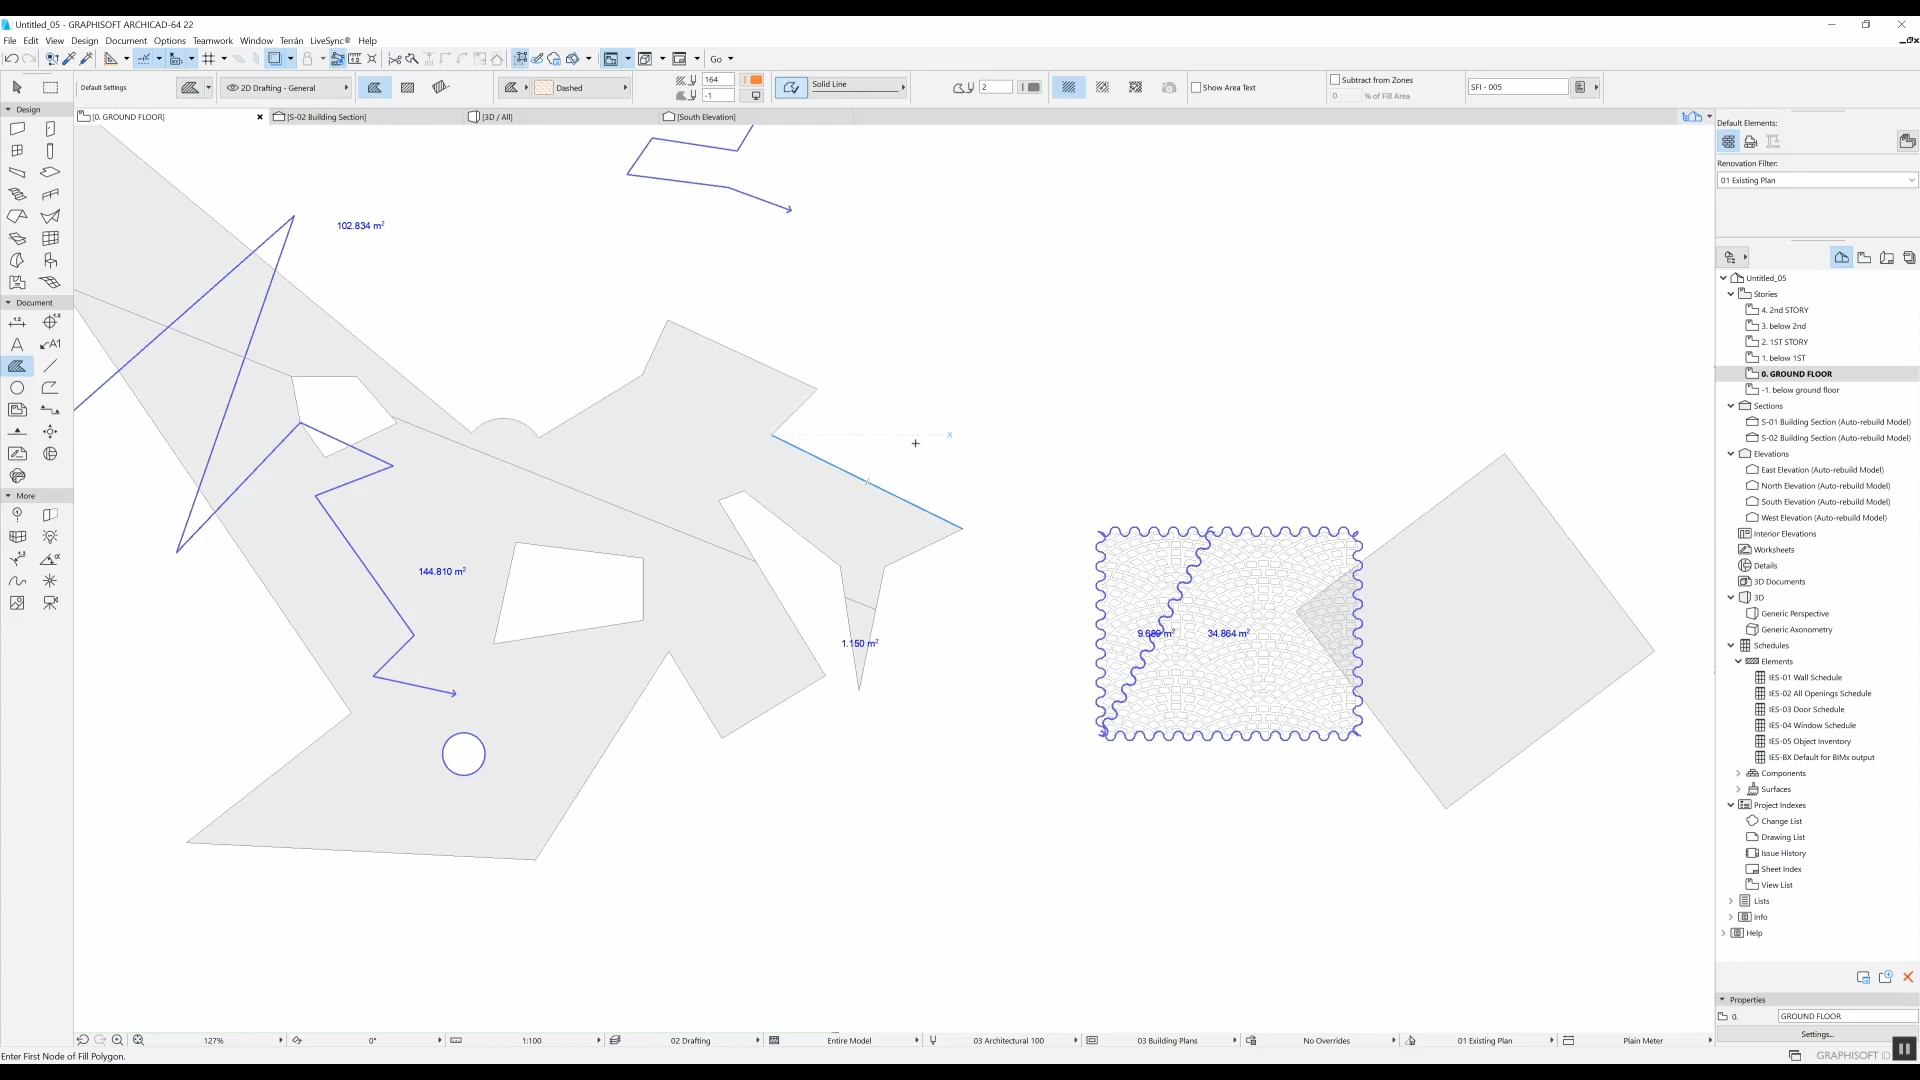 Untitled_05 - GRAPHISOFT ARCHICAD-64 22
File Edit View Design Document Options Teamwork Window Terrán LiveSync® Help
Go
Default Settings
2D Drafting - General
Dashed
164
-1
Solid Line
2
Show Area Text
Subtract from Zones
0 % of Fill Area
SFI - 005
[0. GROUND FLOOR]
[S-02 Building Section]
[3D / All]
[South Elevation]
Design
Document
More
102.834 m²
144.810 m²
1.150 m²
34.864 m²
x
Default Elements:
Renovation Filter:
01 Existing Plan
Untitled_05
Stories
4. 2nd STORY
3. below 2nd
2. 1ST STORY
1. below 1ST
0. GROUND FLOOR
-1. below ground floor
Sections
S-01 Building Section (Auto-rebuild Model)
S-02 Building Section (Auto-rebuild Model)
Elevations
East Elevation (Auto-rebuild Model)
North Elevation (Auto-rebuild Model)
South Elevation (Auto-rebuild Model)
West Elevation (Auto-rebuild Model)
Interior Elevations
Worksheets
Details
3D Documents
3D
Generic Perspective
Generic Axonometry
Schedules
Elements
IES-01 Wall Schedule
IES-02 All Openings Schedule
IES-03 Door Schedule
IES-04 Window Schedule
IES-05 Object Inventory
IES-BX Default for BIMx output
Components
Surfaces
Project Indexes
Change List
Drawing List
Issue History
Sheet Index
View List
Lists
Info
Help
Properties
0. GROUND FLOOR
Settings...
127%
0°
1:100
02 Drafting
Entire Model
03 Architectural 100
03 Building Plans
No Overrides
01 Existing Plan
Plain Meter
Enter First Node of Fill Polygon.
GRAPHISOFT ID